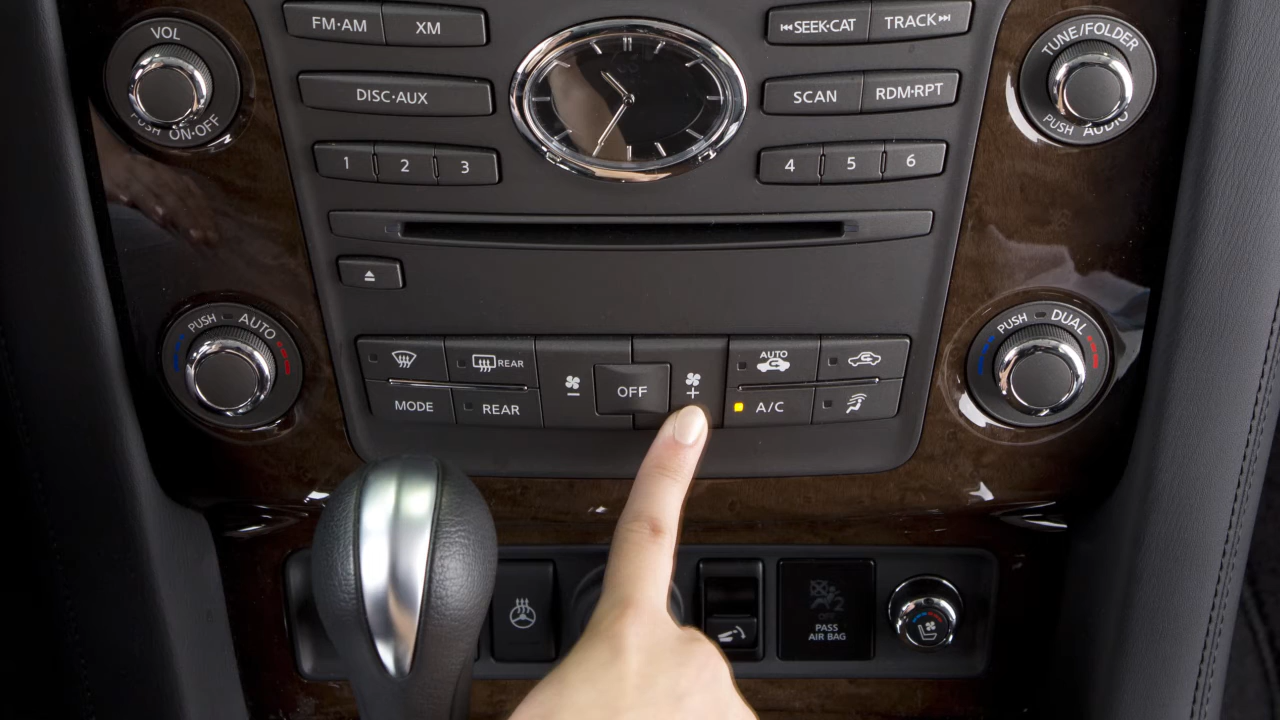 FM·AM
XM
SEEK·CAT
TRACK
VOL
PUSH ON·OFF
DISC·AUX
SCAN
RDM·RPT
TUNE/FOLDER
PUSH AUDIO
1
2
3
4
5
6
PUSH AUTO
REAR
OFF
AUTO
PUSH DUAL
MODE
REAR
A/C
2
PASS
AIR BAG